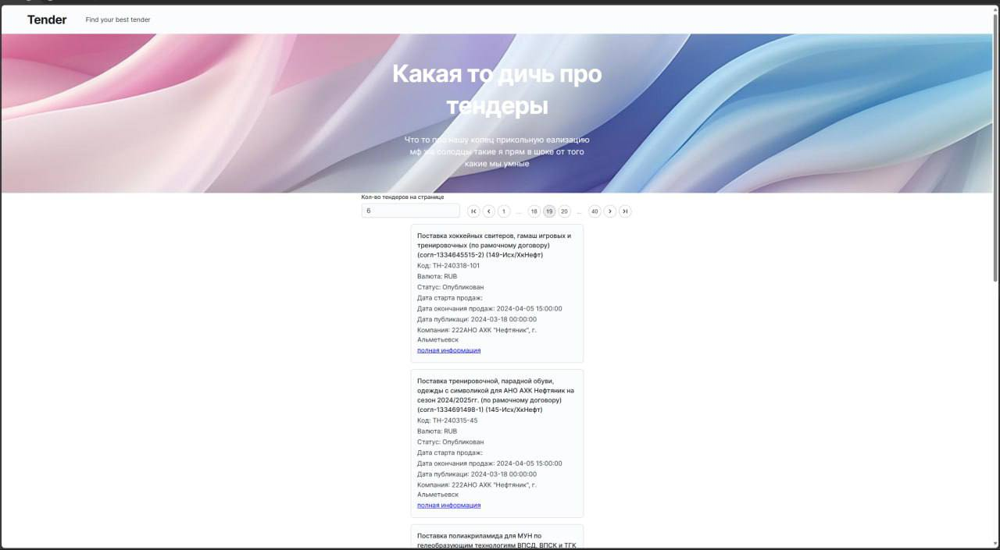 Tender
Find your best tender
Какая то дичь про
тендеры
Что то про нашу копец прикольную еализацию
мф же солодцы такие я прям в шоке от того
какие мы умные
Кол-во тендеров на странице
6
1 ... 18 19 20 ... 40
Поставка хоккейных свитеров, гамаш игровых и
тренировочных (по рамочному договору)
(согл-1334645515-2) (149-Исх/ХкНефт)
Код: ТН-240318-101
Валюта: RUB
Статус: Опубликован
Дата старта продаж:
Дата окончания продаж: 2024-04-05 15:00:00
Дата публикаци: 2024-03-18 00:00:00
Компания: 222АНО АХК "Нефтяник", г.
Альметьевск
полная информация
Поставка тренировочной, парадной обуви,
одежды с символикой для АНО АХК Нефтяник на
сезон 2024/2025гг. (по рамочному договору)
(согл-1334691498-1) (145-Исх/ХкНефт)
Код: ТН-240315-45
Валюта: RUB
Статус: Опубликован
Дата старта продаж:
Дата окончания продаж: 2024-04-05 15:00:00
Дата публикаци: 2024-03-18 00:00:00
Компания: 222АНО АХК "Нефтяник", г.
Альметьевск
полная информация
Поставка полиакриламида для МУН по
гелеобразующим технологиям ВПСД, ВПСК и ТГК